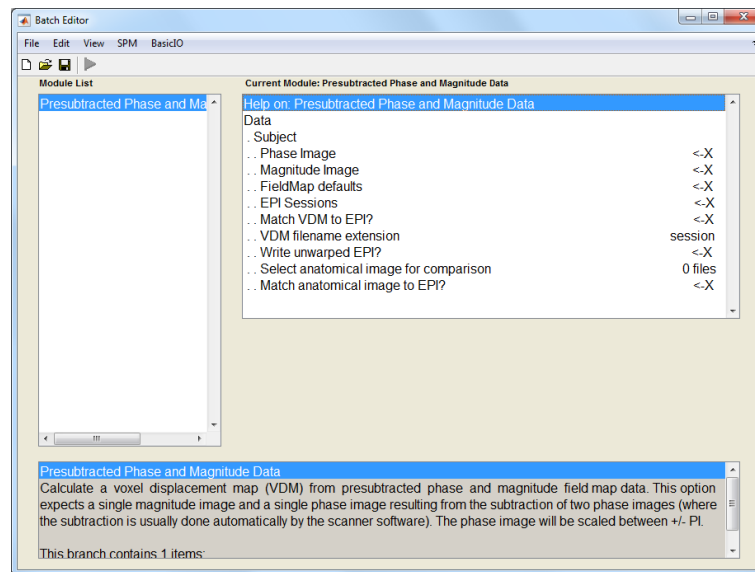 Batch Editor
File Edit View SPM BasicIO
Module List
Presubtracted Phase and Ma
Current Module: Presubtracted Phase and Magnitude Data
Help on: Presubtracted Phase and Magnitude Data
Data
. Subject
. . Phase Image <-X
. . Magnitude Image <-X
. . FieldMap defaults <-X
. . EPI Sessions <-X
. . Match VDM to EPI? <-X
. . VDM filename extension session
. . Write unwarped EPI? <-X
. . Select anatomical image for comparison 0 files
. . Match anatomical image to EPI? <-X
Presubtracted Phase and Magnitude Data
Calculate a voxel displacement map (VDM) from presubtracted phase and magnitude field map data. This option
expects a single magnitude image and a single phase image resulting from the subtraction of two phase images (where
the subtraction is usually done automatically by the scanner software). The phase image will be scaled between +/- PI.
This branch contains 1 items: